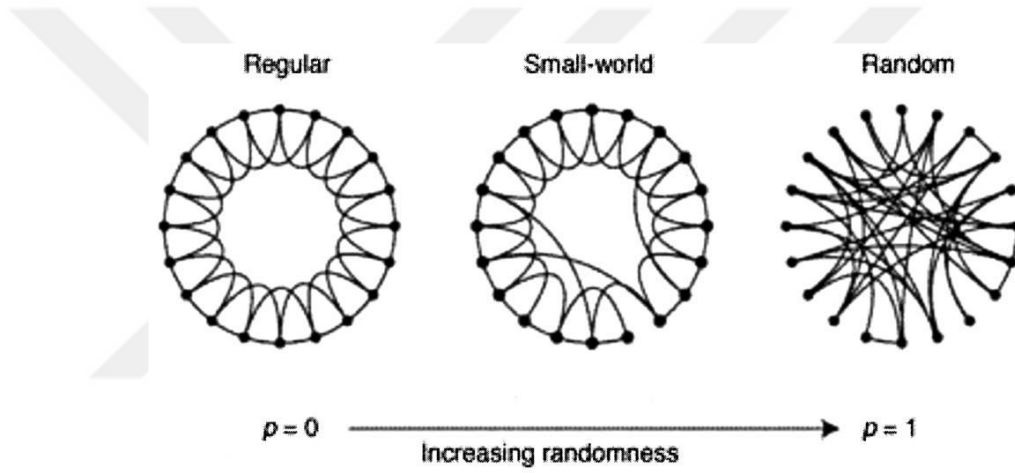 Regular Small-world Random
p = 0 p = 1
Increasing randomness